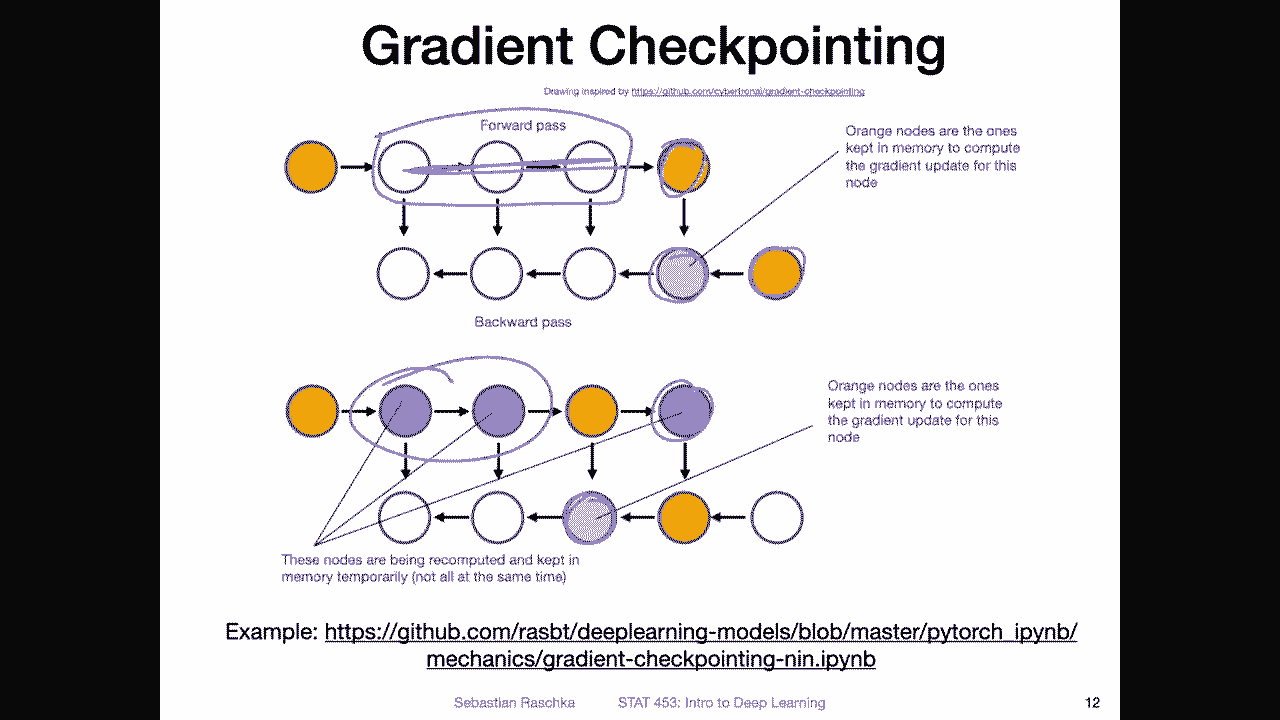 Gradient Checkpointing
Drawing inspired by https://github.com/cybertronai/gradient-checkpointing
Forward pass
Orange nodes are the ones
kept in memory to compute
the gradient update for this
node
Backward pass
Orange nodes are the ones
kept in memory to compute
the gradient update for this
node
These nodes are being recomputed and kept in
memory temporarily (not all at the same time)
Example: https://github.com/rasbt/deeplearning-models/blob/master/pytorch_ipynb/
mechanics/gradient-checkpointing-nin.ipynb
Sebastian Raschka STAT 453: Intro to Deep Learning 12